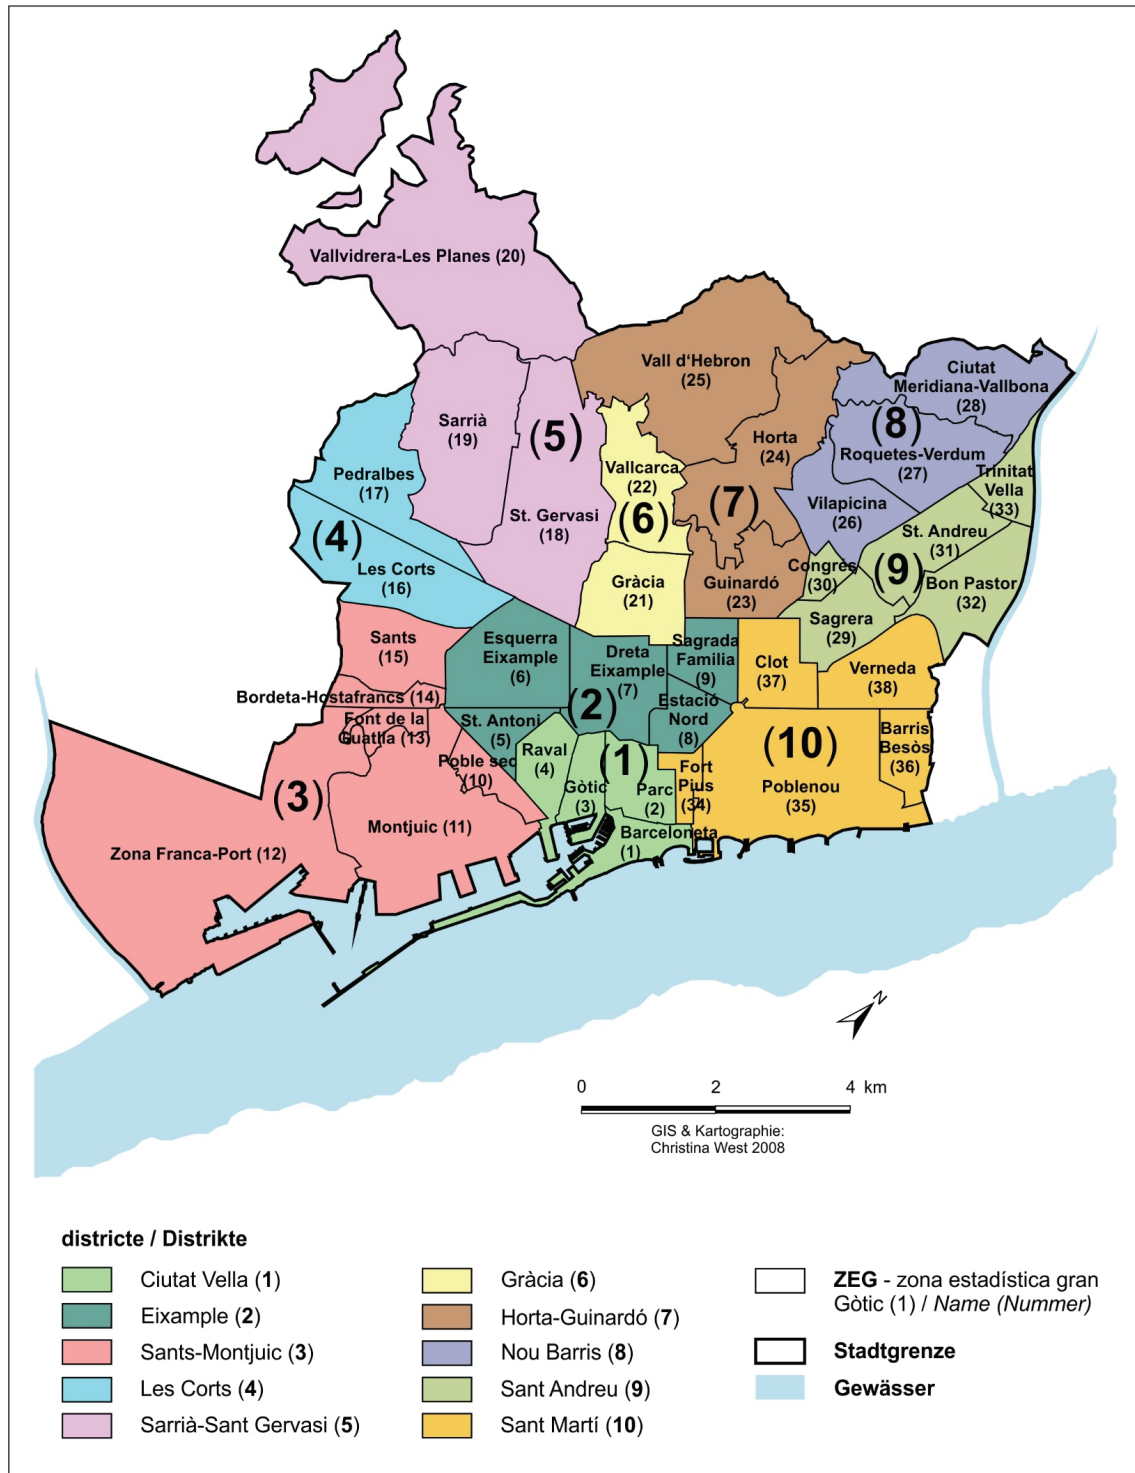 Vallvidrera-Les Planes (20)
Vall d'Hebron
(25)
Ciutat
Meridiana-Vallbona
(28)
Sarrià
(19)
(5)
(8)
Horta
(24)
Roquetes-Verdum
(27)
Pedralbes
(17)
Vallcarca
(22)
Trinitat
Vella
(33)
St. Gervasi
(18)
(6)
(7)
Vilapicina
(26)
St. Andreu
(31)
(4)
Les Corts
(16)
Gràcia
(21)
Guinardó
(23)
Congrés
(30)
(9)
Bon Pastor
(32)
Sagrera
(29)
Sants
(15)
Esquerra
Eixample
(6)
Dreta
Eixample
(7)
Sagrada
Familia
(9)
Clot
(37)
Verneda
(38)
Bordeta-Hostafrancs (14)
(2)
Estació
Nord
(8)
Font de la
Guatlla (13)
St. Antoni
(5)
Raval
(4)
(1)
(10)
Barris
Besòs
(36)
Poble sec
(10)
Fort
Pius
(34)
Gòtic
(3)
Parc
(2)
Poblenou
(35)
(3)
Montjuic (11)
Barceloneta
(1)
Zona Franca-Port (12)
N
0 2 4 km
GIS & Kartographie:
Christina West 2008
districte / Distrikte
Ciutat Vella (1)
Eixample (2)
Sants-Montjuic (3)
Les Corts (4)
Sarrià-Sant Gervasi (5)
Gràcia (6)
Horta-Guinardó (7)
Nou Barris (8)
Sant Andreu (9)
Sant Martí (10)
ZEG - zona estadística gran
Gòtic (1) / Name (Nummer)
Stadtgrenze
Gewässer